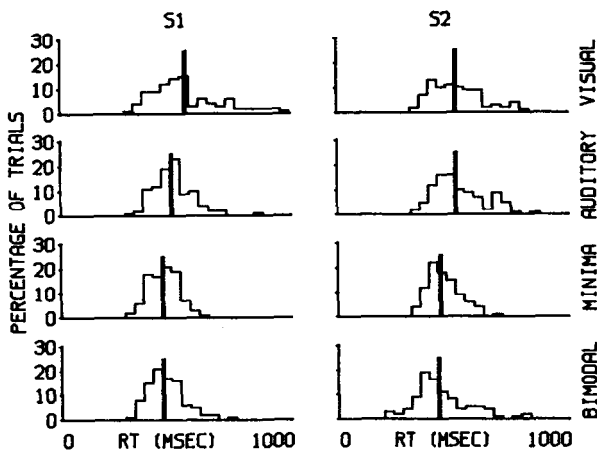 S1 S2
30
20
10
0
VISUAL
30
20
10
0
AUDITORY
30
20
10
0
MINIMA
30
20
10
0
BIMODAL
PERCENTAGE OF TRIALS
0 RT (MSEC) 1000 0 RT (MSEC) 1000